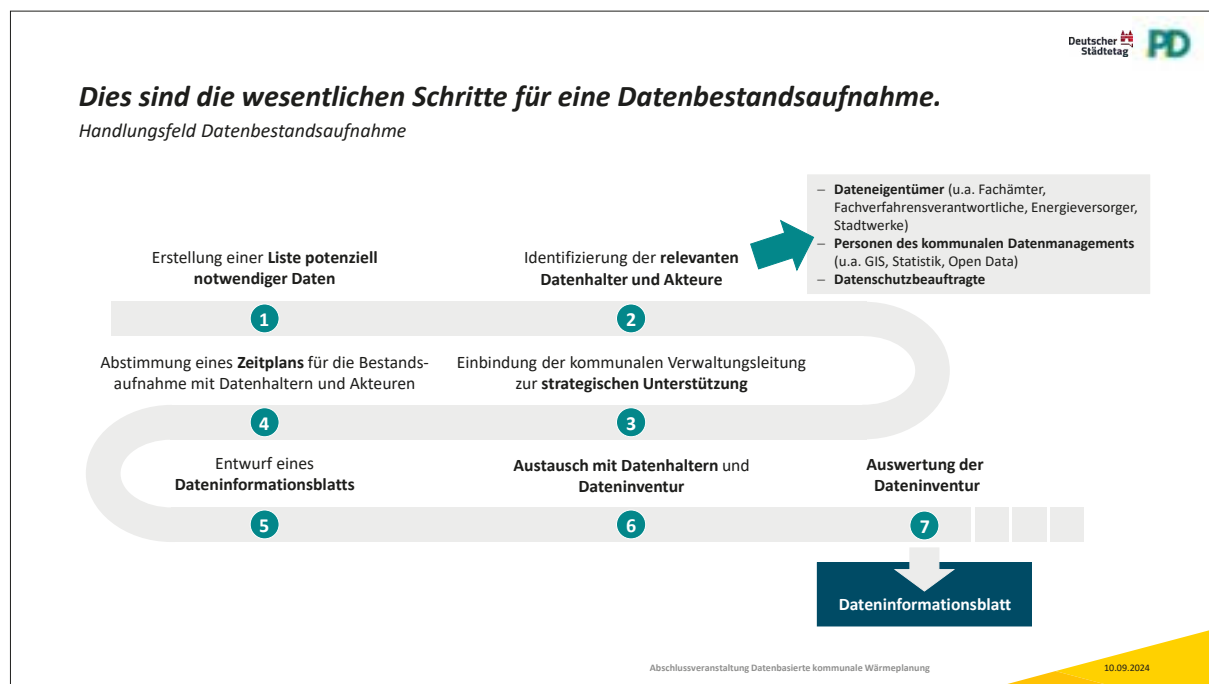 Deutscher
Städtetag
PD
Dies sind die wesentlichen Schritte für eine Datenbestandsaufnahme.
Handlungsfeld Datenbestandsaufnahme
– Dateneigentümer (u.a. Fachämter,
Fachverfahrensverantwortliche, Energieversorger,
Stadtwerke)
– Personen des kommunalen Datenmanagements
(u.a. GIS, Statistik, Open Data)
– Datenschutzbeauftragte
Erstellung einer Liste potenziell
notwendiger Daten
1
Identifizierung der relevanten
Datenhalter und Akteure
2
Einbindung der kommunalen Verwaltungsleitung
zur strategischen Unterstützung
3
Abstimmung eines Zeitplans für die Bestands-
aufnahme mit Datenhaltern und Akteuren
4
Entwurf eines
Dateninformationsblatts
5
Austausch mit Datenhaltern und
Dateninventur
6
Auswertung der
Dateninventur
7
Dateninformationsblatt
Abschlussveranstaltung Datenbasierte kommunale Wärmeplanung
10.09.2024